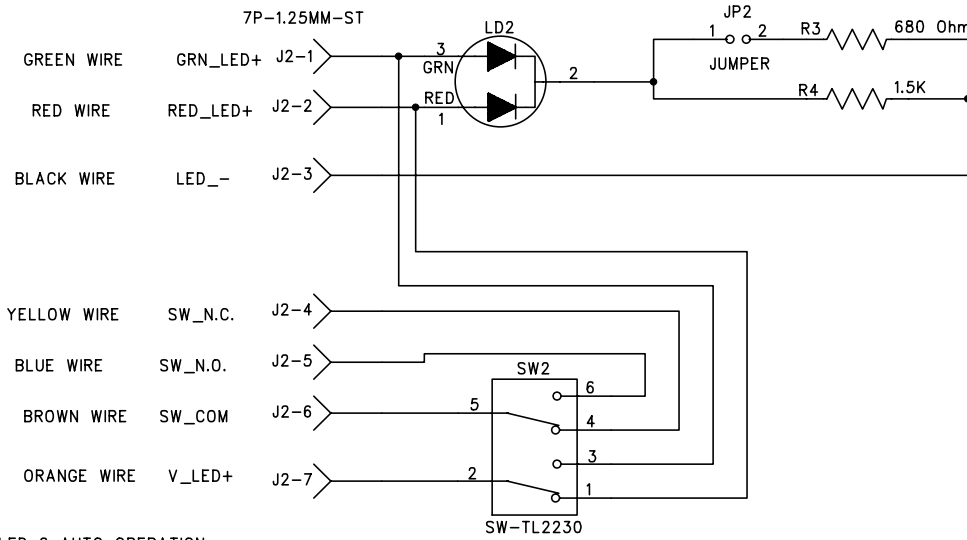 7P-1.25MM-ST
LD2
JP2
1 2 R3 680 Ohm
JUMPER
GREEN WIRE GRN_LED+ J2-1 3
GRN
2
RED WIRE RED_LED+ J2-2 RED
1
R4 1.5K
BLACK WIRE LED_- J2-3
YELLOW WIRE SW_N.C. J2-4
BLUE WIRE SW_N.O. J2-5
SW2
6
BROWN WIRE SW_COM J2-6 5
4
3
ORANGE WIRE V_LED+ J2-7 2
1
SW-TL2230
LED & AUTO OPERATION